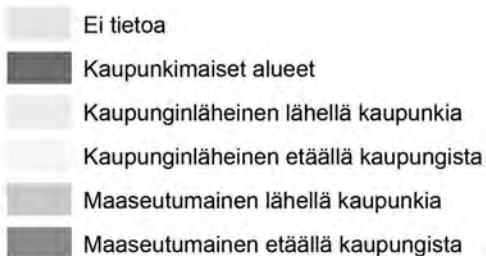 Ei tietoa
Kaupunkimaiset alueet
Kaupunginläheinen lähellä kaupunkia
Kaupunginläheinen etäällä kaupungista
Maaseutumainen lähellä kaupunkia
Maaseutumainen etäällä kaupungista